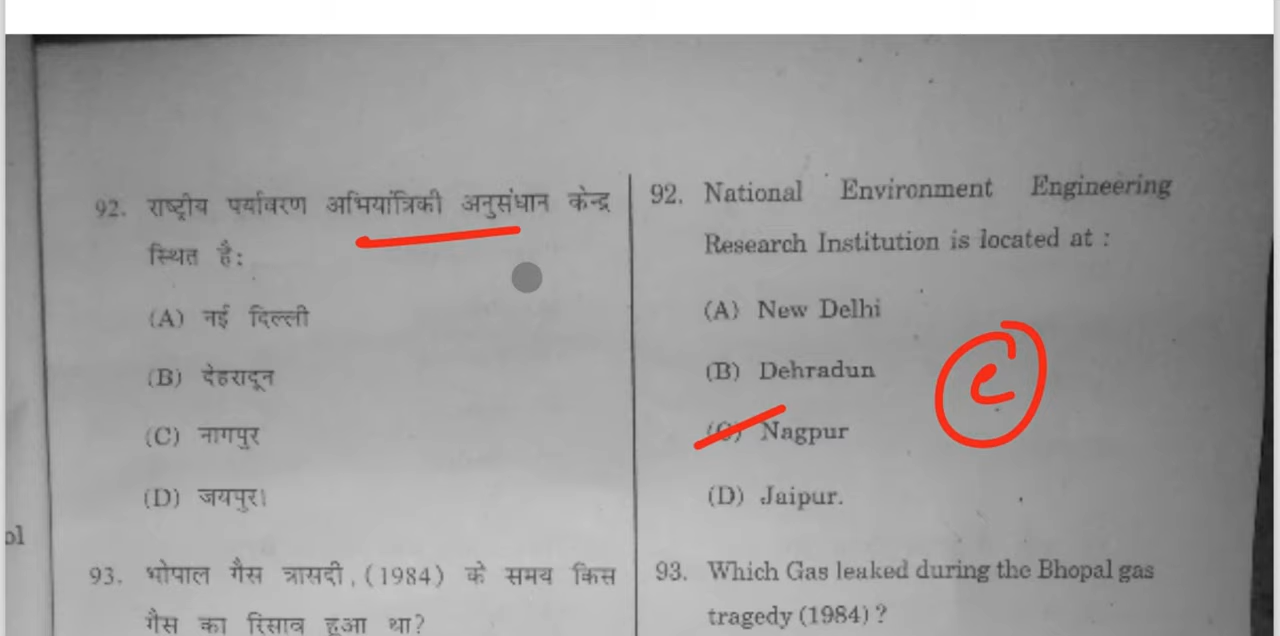 92. राष्ट्रीय पर्यावरण अभियांत्रिकी अनुसंधान केन्द्र
स्थित है:
(A) नई दिल्ली
(B) देहरादून
(C) नागपुर
(D) जयपुर।
93. भोपाल गैस त्रासदी, (1984) के समय किस
गैस का रिसाव हुआ था?
92. National Environment Engineering
Research Institution is located at :
(A) New Delhi
(B) Dehradun
(C) Nagpur
(D) Jaipur.
93. Which Gas leaked during the Bhopal gas
tragedy (1984) ?
C
ol